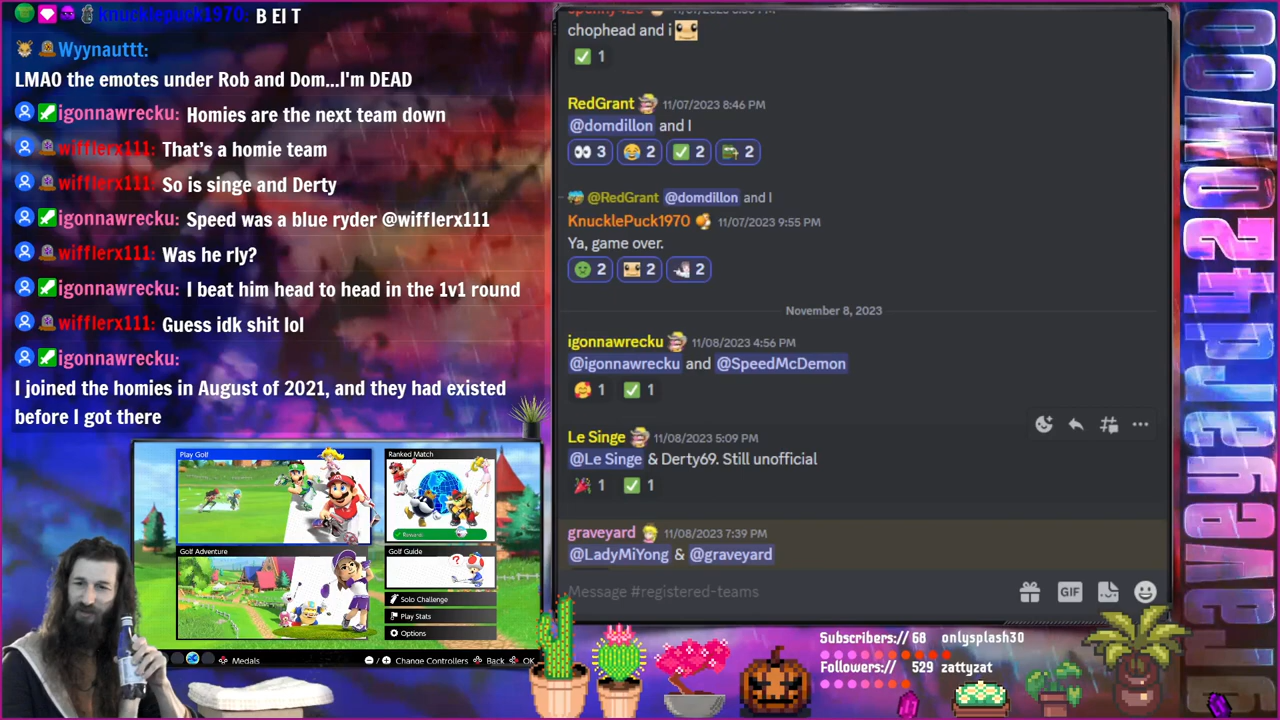 knucklepuck1970: B EI T
Wyynauttt:
LMAO the emotes under Rob and Dom...I'm DEAD
igonnawrecku: Homies are the next team down
wifflerx111: That's a homie team
wifflerx111: So is singe and Derty
igonnawrecku: Speed was a blue ryder @wifflerx111
wifflerx111: Was he rly?
igonnawrecku: I beat him head to head in the 1v1 round
wifflerx111: Guess idk shit lol
igonnawrecku:
I joined the homies in August of 2021, and they had existed
before I got there
Play Golf
Ranked Match
Golf Adventure
Golf Guide
Solo Challenge
Play Stats
Options
Medals
Change Controllers
Back
OK
chophead and i
1
RedGrant 11/07/2023 8:46 PM
@domdillon and I
3 2 2 2
@RedGrant @domdillon and I
KnucklePuck1970 11/07/2023 9:55 PM
Ya, game over.
2 2 2
November 8, 2023
igonnawrecku 11/08/2023 4:56 PM
@igonnawrecku and @SpeedMcDemon
1 1
Le Singe 11/08/2023 5:09 PM
@Le Singe & Derty69. Still unofficial
1 1
graveyard 11/08/2023 7:39 PM
@LadyMiYong & @graveyard
Message #registered-teams
GIF
Subscribers:// 68 onlysplash30
Followers:// 529 zattyzat